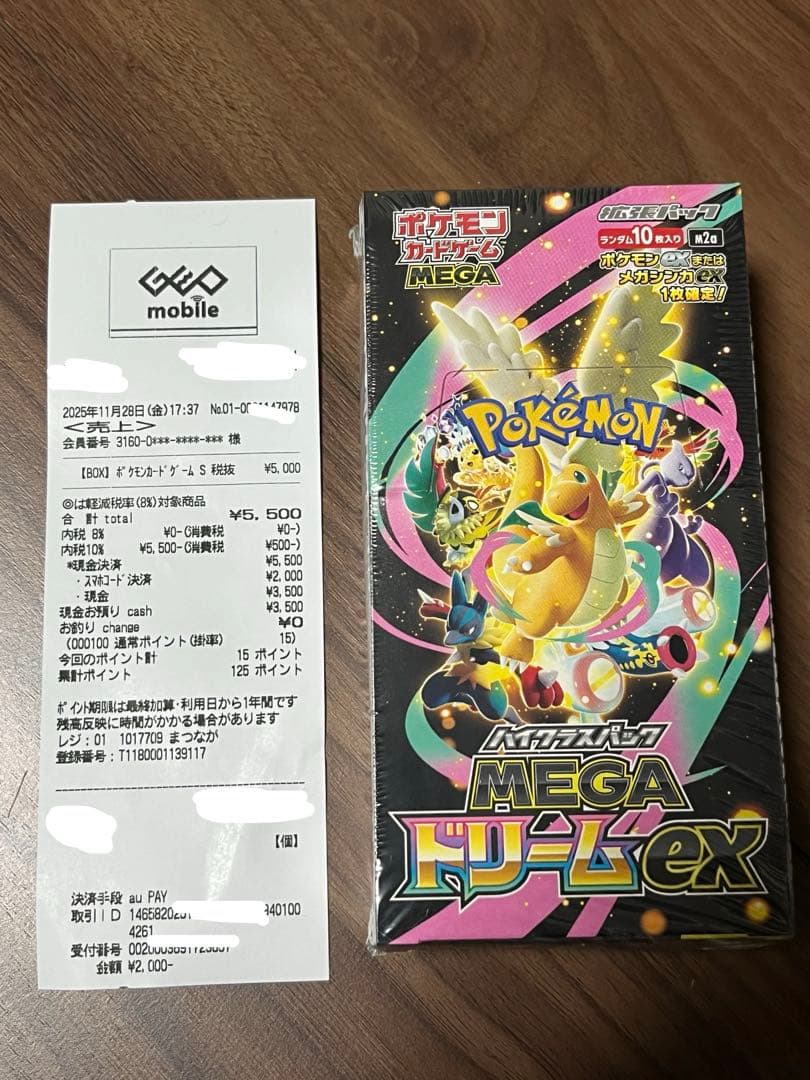 GEO
mobile
2025年11月28日(金)17:37 No.01-00 147978
＜売上＞
会員番号 3160-0***-****-*** 様
【BOX】ポケモンカードゲーム S 税抜 ¥5,000
◎は軽減税率(8%)対象商品
合 計 total ¥5,500
内税 8% ¥0-(消費税 ¥0-)
内税10% ¥5,500-(消費税 ¥500-)
*現金決済 ¥5,500
・スマホコード決済 ¥2,000
・現金 ¥3,500
現金お預り cash ¥3,500
お釣り change ¥0
(000100 通常ポイント(掛率) 15)
今回のポイント計 15 ポイント
累計ポイント 125 ポイント
ポイント期限は最終加算・利用日から1年間です
残高反映に時間がかかる場合があります
レジ:01 1017709 まつなが
登録番号:T1180001139117
【個】
決済手段 au PAY
取引ID 14658202 340100
4261
受付番号
金額 ¥2,000-
ポケモン
カードゲーム
MEGA
拡張パック
ランダム10枚入り M2a
ポケモンexまたは
メガシンカex
1枚確定!
POKéMON
TM
ハイクラスパック
MEGA
ドリームex